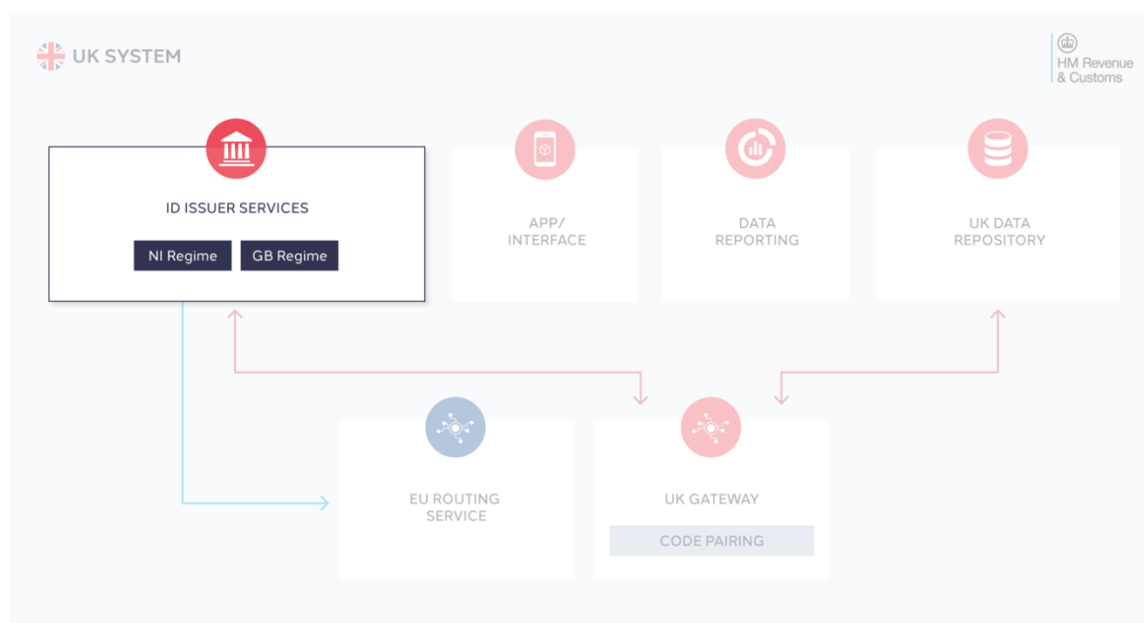 UK SYSTEM
HM Revenue
& Customs
ID ISSUER SERVICES
NI Regime
GB Regime
APP/
INTERFACE
DATA
REPORTING
UK DATA
REPOSITORY
EU ROUTING
SERVICE
UK GATEWAY
CODE PAIRING